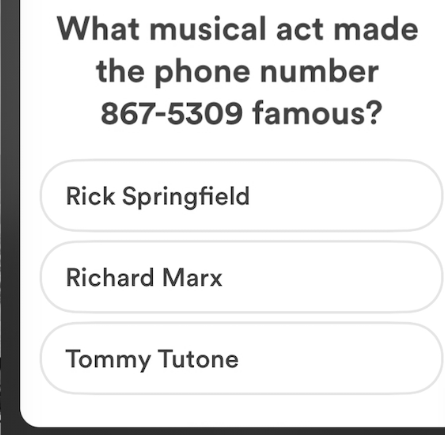 What musical act made
the phone number
867-5309 famous?
Rick Springfield
Richard Marx
Tommy Tutone